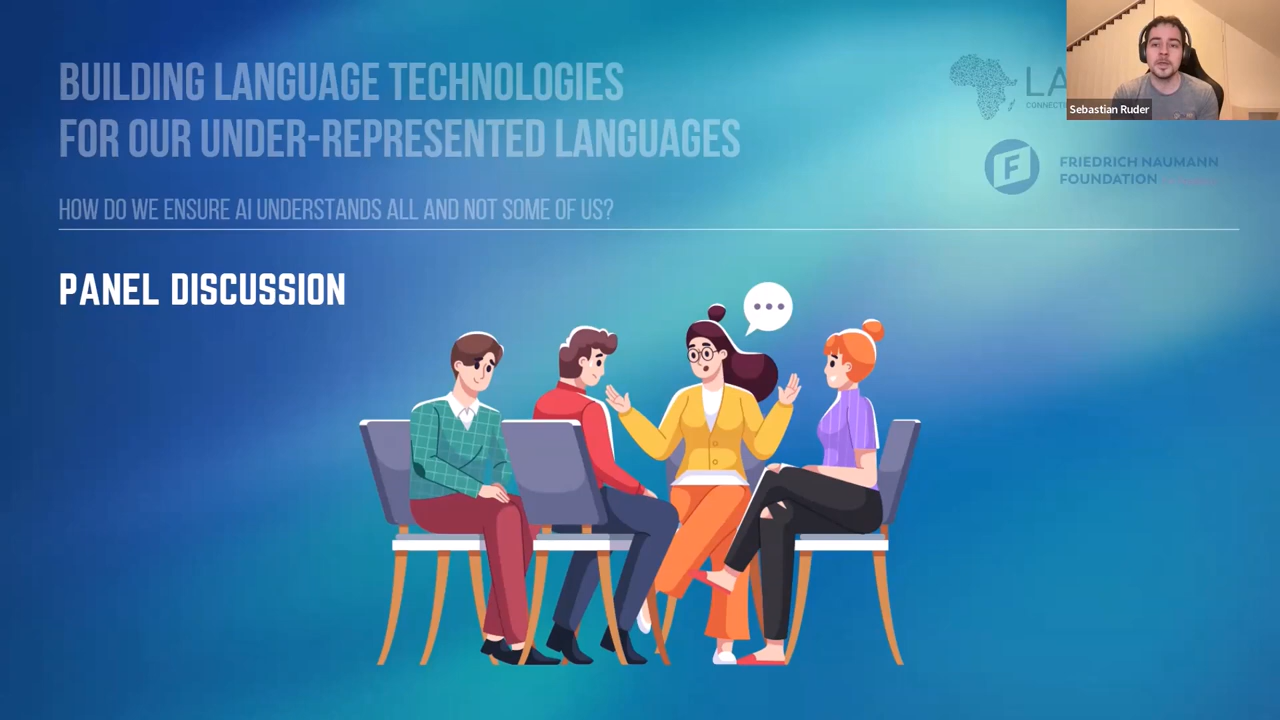 BUILDING LANGUAGE TECHNOLOGIES
FOR OUR UNDER-REPRESENTED LANGUAGES
HOW DO WE ENSURE AI UNDERSTANDS ALL AND NOT SOME OF US?
PANEL DISCUSSION
LA
Sebastian Ruder
FRIEDRICH NAUMANN
FOUNDATION
F